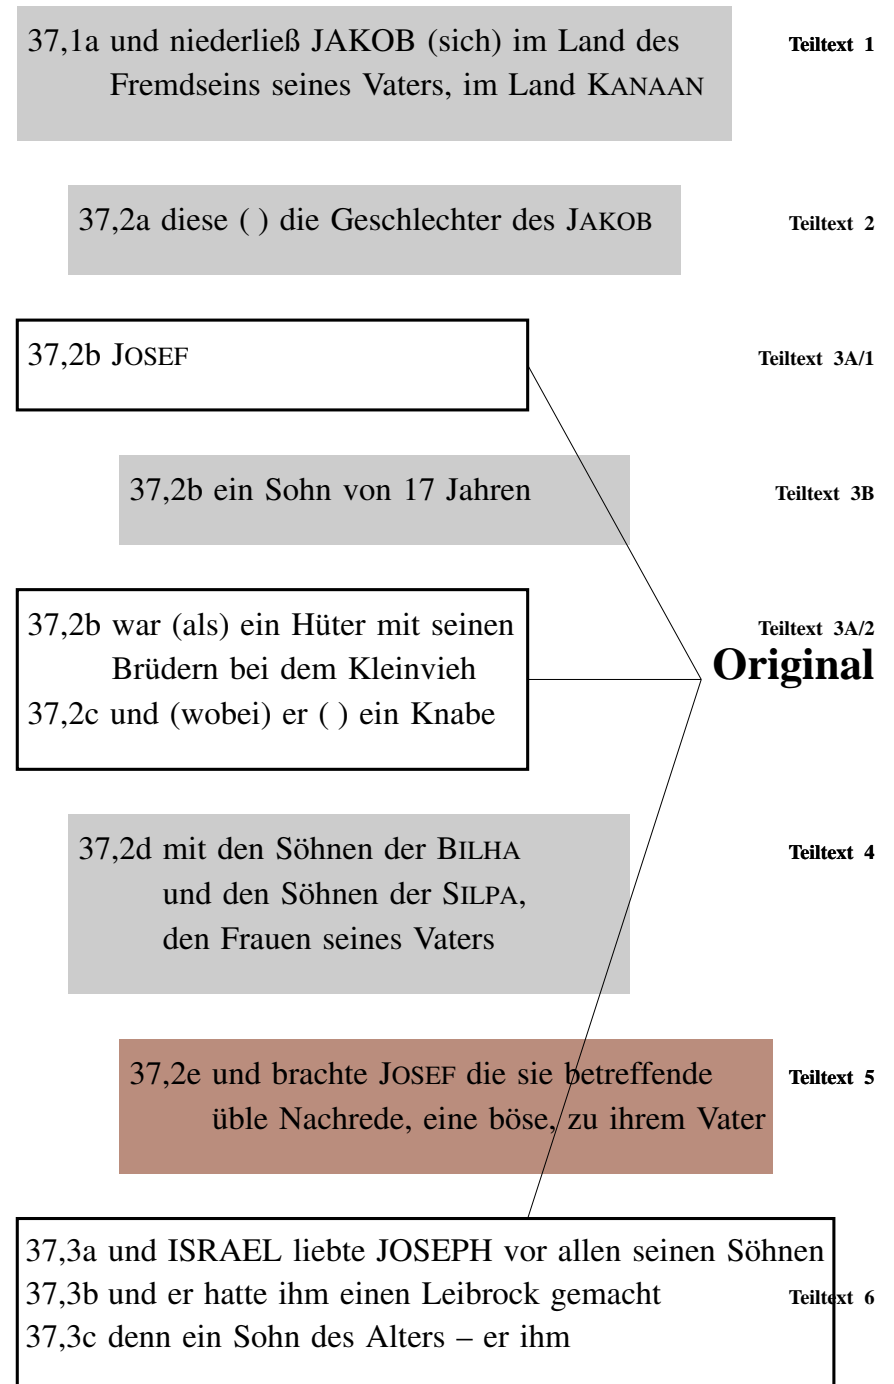 37,1a und niederließ JAKOB (sich) im Land des Teiltext 1
Fremdseins seines Vaters, im Land KANAAN
37,2a diese ( ) die Geschlechter des JAKOB Teiltext 2
37,2b JOSEF Teiltext 3A/1
37,2b ein Sohn von 17 Jahren Teiltext 3B
37,2b war (als) ein Hüter mit seinen Teiltext 3A/2
Brüdern bei dem Kleinvieh Original
37,2c und (wobei) er ( ) ein Knabe
37,2d mit den Söhnen der BILHA Teiltext 4
und den Söhnen der SILPA,
den Frauen seines Vaters
37,2e und brachte JOSEF die sie betreffende Teiltext 5
üble Nachrede, eine böse, zu ihrem Vater
37,3a und ISRAEL liebte JOSEPH vor allen seinen Söhnen
37,3b und er hatte ihm einen Leibrock gemacht Teiltext 6
37,3c denn ein Sohn des Alters – er ihm